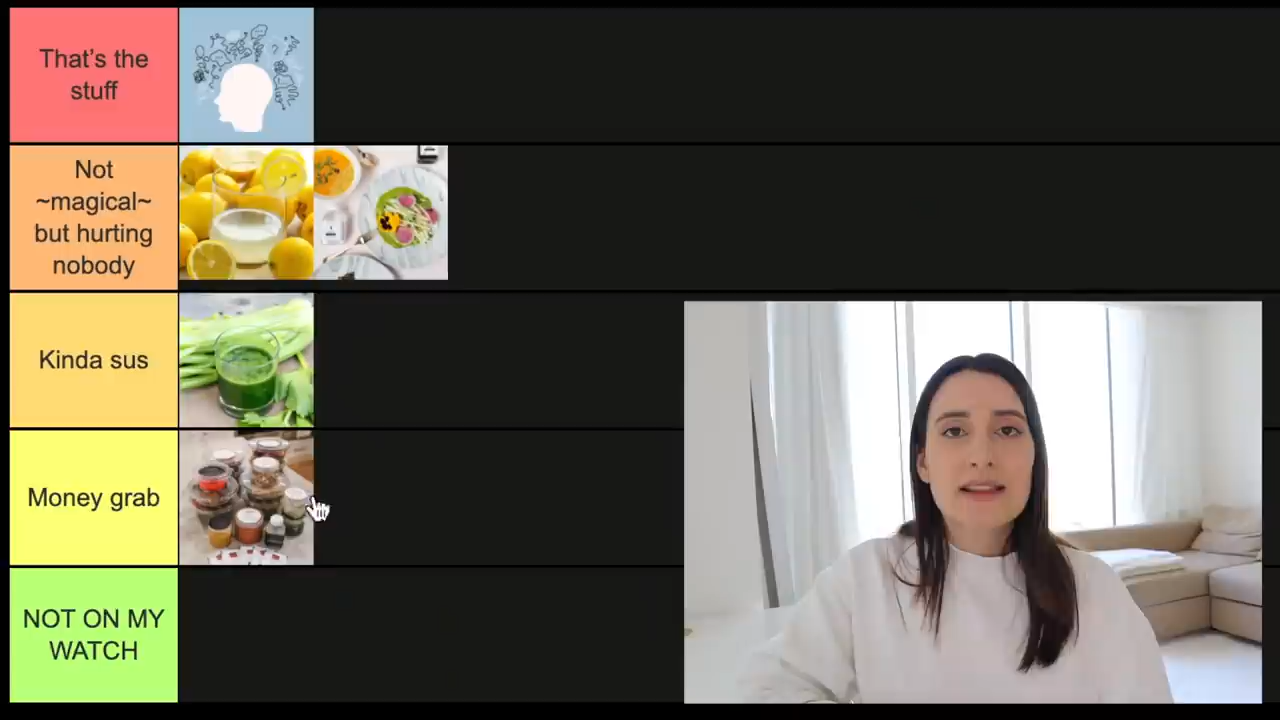 That’s the
stuff
Not
~magical~
but hurting
nobody
Kinda sus
Money grab
NOT ON MY
WATCH